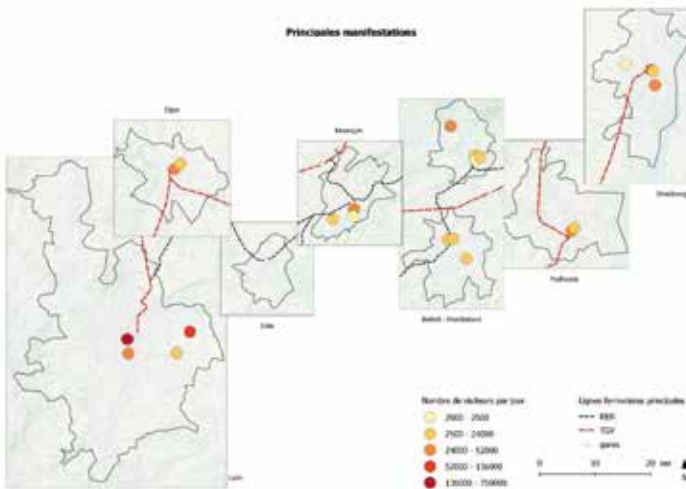 Principales manifestations
Dijon
Besançon
Strasbourg
Dole
Belfort - Montbéliard
Mulhouse
Lyon
Nombre de visiteurs par jour
2000 - 2500
2500 - 24000
24000 - 52000
52000 - 136000
136000 - 750000
Lignes ferroviaires principales
RER
TGV
gares
0 10 20 km